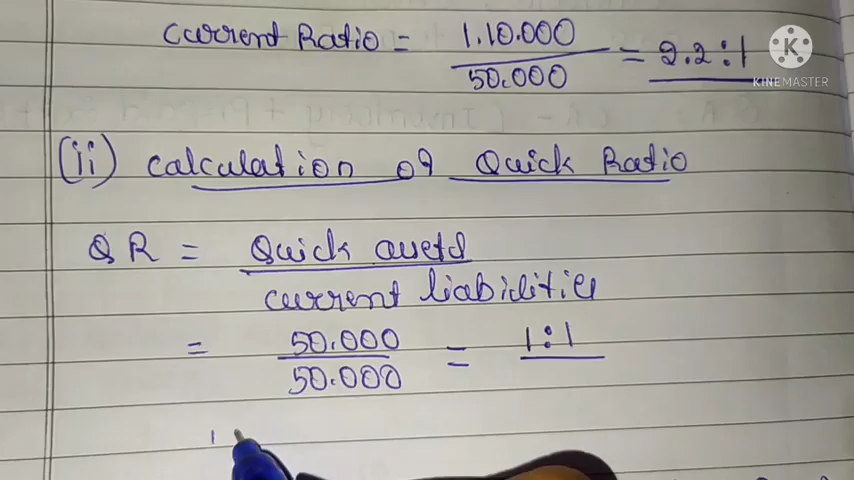 Current Ratio = 1.10.000 / 50.000 = 2.2:1
K
KINEMASTER
(ii) Calculation of Quick Ratio
QR = Quick assets
current liabilities
= 50.000 / 50.000 = 1:1